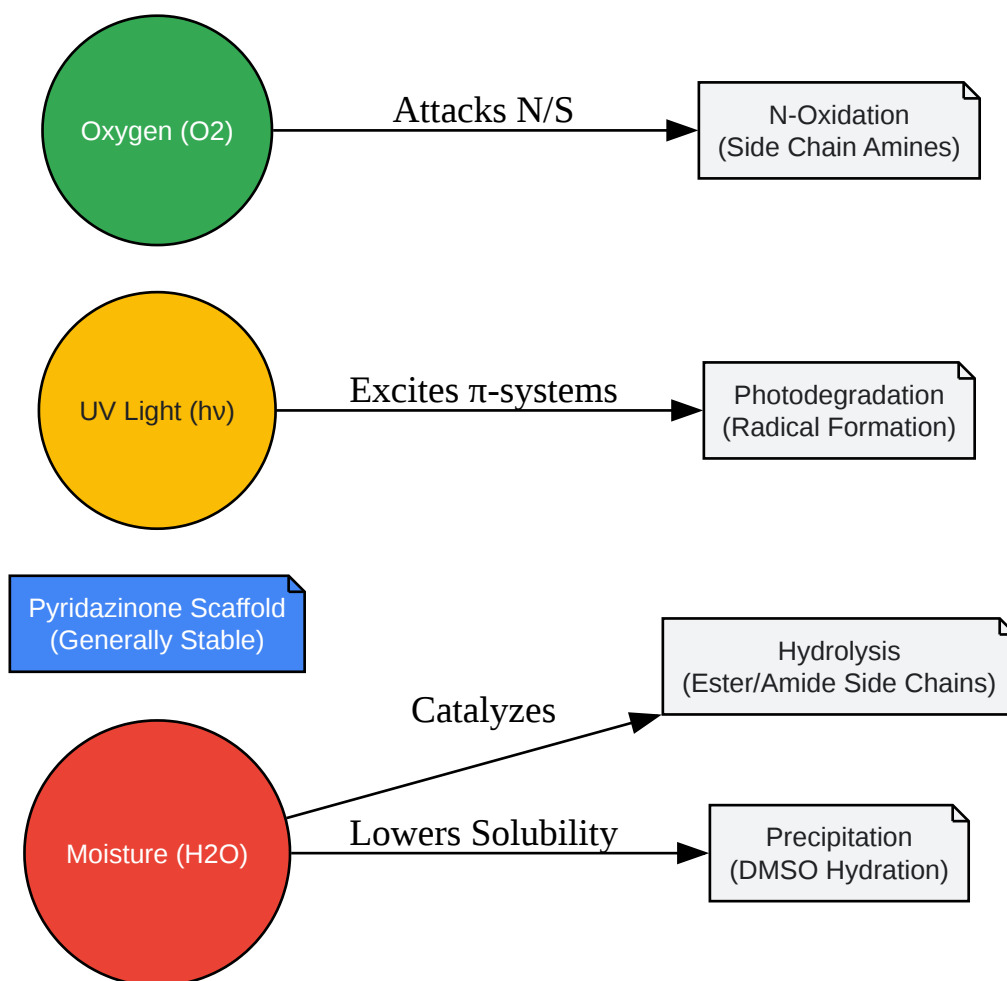 Oxygen (O2)
Attacks N/S
N-Oxidation
(Side Chain Amines)
UV Light (hν)
Excites π-systems
Photodegradation
(Radical Formation)
Pyridazinone Scaffold
(Generally Stable)
Moisture (H2O)
Catalyzes
Hydrolysis
(Ester/Amide Side Chains)
Lowers Solubility
Precipitation
(DMSO Hydration)